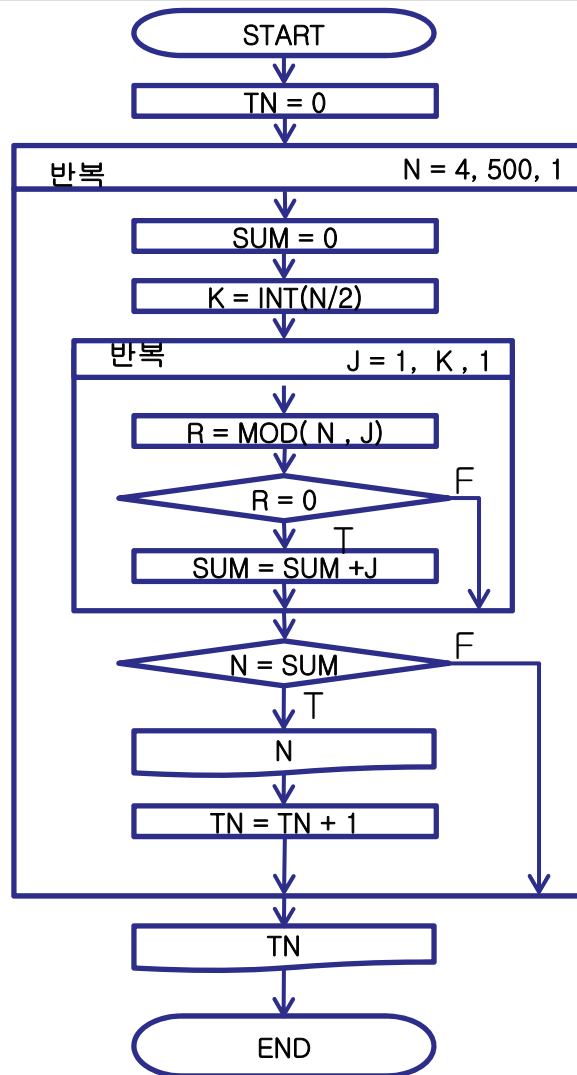 START
TN = 0
반복 N = 4, 500, 1
SUM = 0
K = INT(N/2)
반복 J = 1, K , 1
R = MOD( N , J)
R = 0 F
T
SUM = SUM +J
N = SUM F
T
N
TN = TN + 1
TN
END